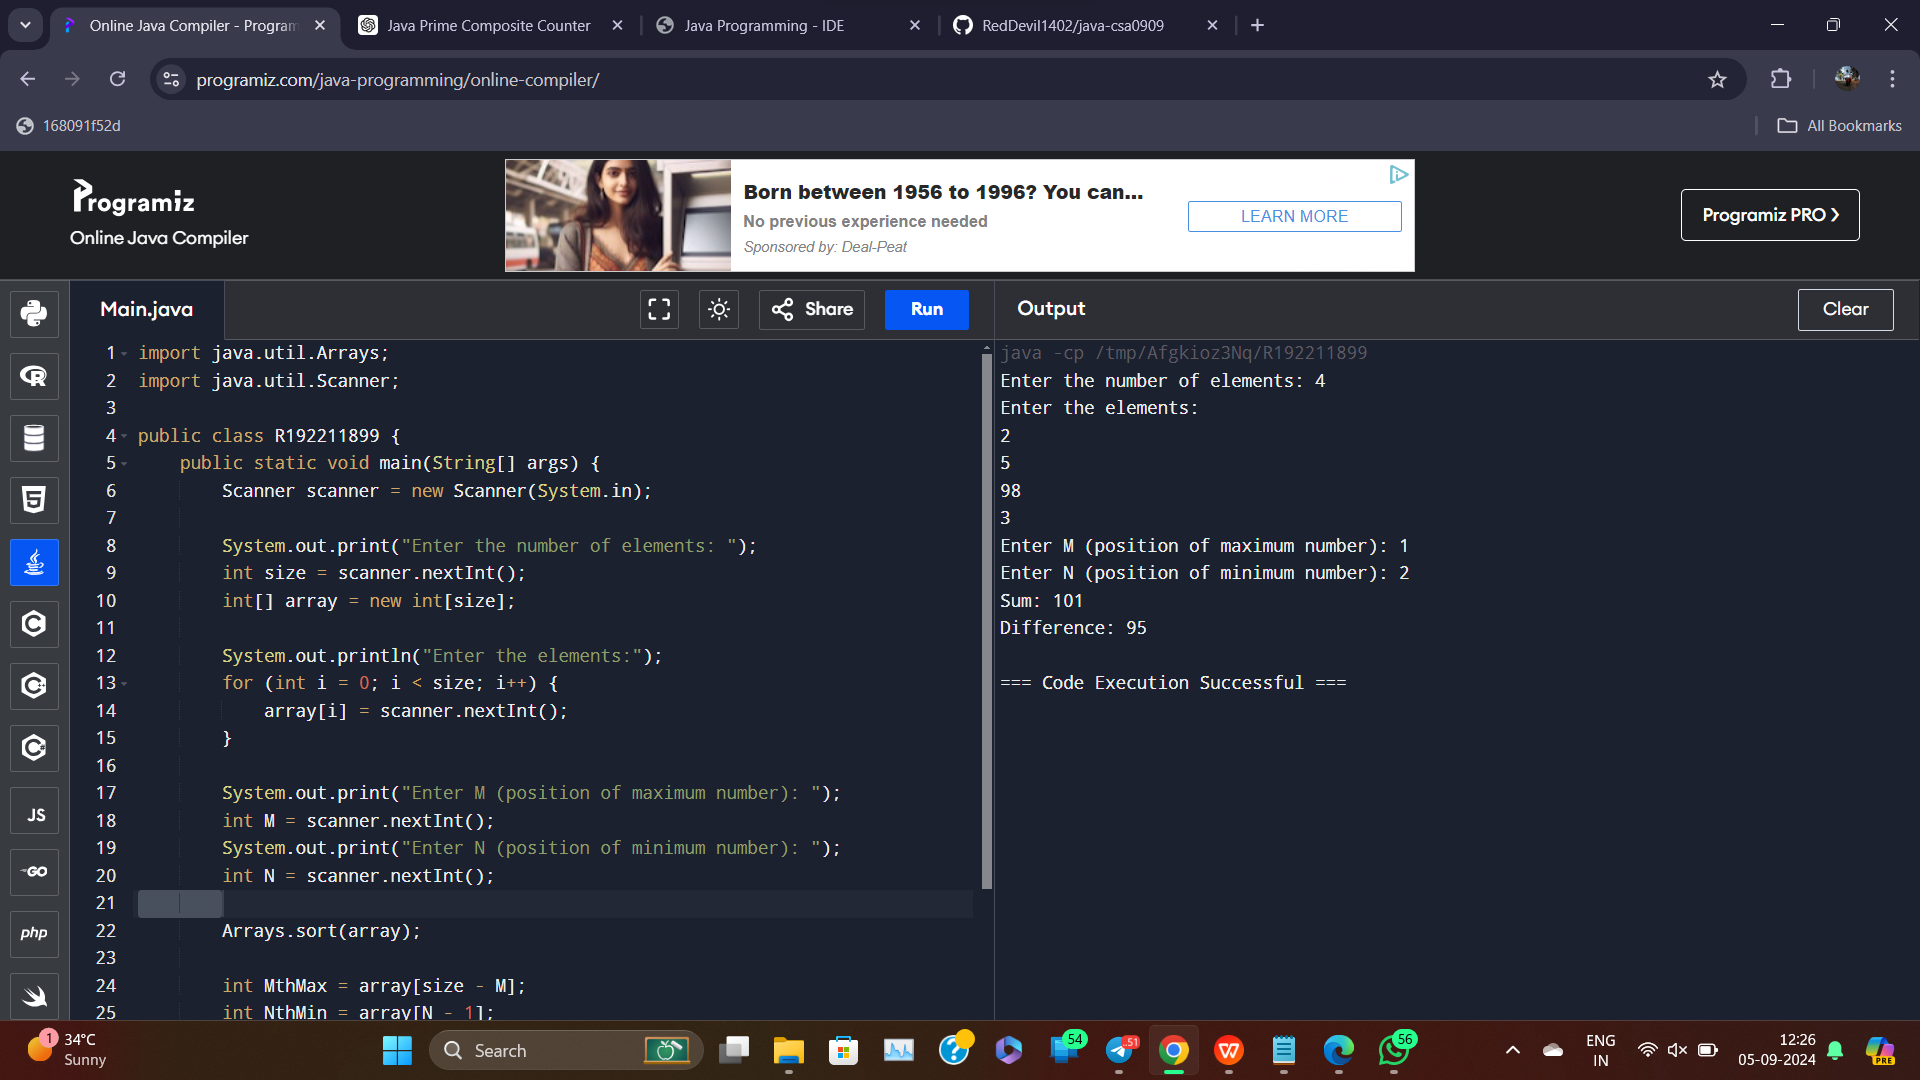 Online Java Compiler - Program
Java Prime Composite Counter
Java Programming - IDE
RedDevil1402/java-csa0909
programiz.com/java-programming/online-compiler/
168091f52d
All Bookmarks
Programiz
Online Java Compiler
Born between 1956 to 1996? You can...
No previous experience needed
Sponsored by: Deal-Peat
LEARN MORE
Programiz PRO
Main.java
Share
Run
Output
Clear
1 import java.util.Arrays;
2 import java.util.Scanner;
3
4 public class R192211899 {
5 public static void main(String[] args) {
6 Scanner scanner = new Scanner(System.in);
7
8 System.out.print("Enter the number of elements: ");
9 int size = scanner.nextInt();
10 int[] array = new int[size];
11
12 System.out.println("Enter the elements:");
13 for (int i = 0; i < size; i++) {
14 array[i] = scanner.nextInt();
15 }
16
17 System.out.print("Enter M (position of maximum number): ");
18 int M = scanner.nextInt();
19 System.out.print("Enter N (position of minimum number): ");
20 int N = scanner.nextInt();
21
22 Arrays.sort(array);
23
24 int MthMax = array[size - M];
25 int NthMin = array[N - 1];
java -cp /tmp/Afgkioz3Nq/R192211899
Enter the number of elements: 4
Enter the elements:
2
5
98
3
Enter M (position of maximum number): 1
Enter N (position of minimum number): 2
Sum: 101
Difference: 95
=== Code Execution Successful ===
JS
GO
php
1
34°C
Sunny
Search
54
51
56
ENG
IN
12:26
05-09-2024
PRE